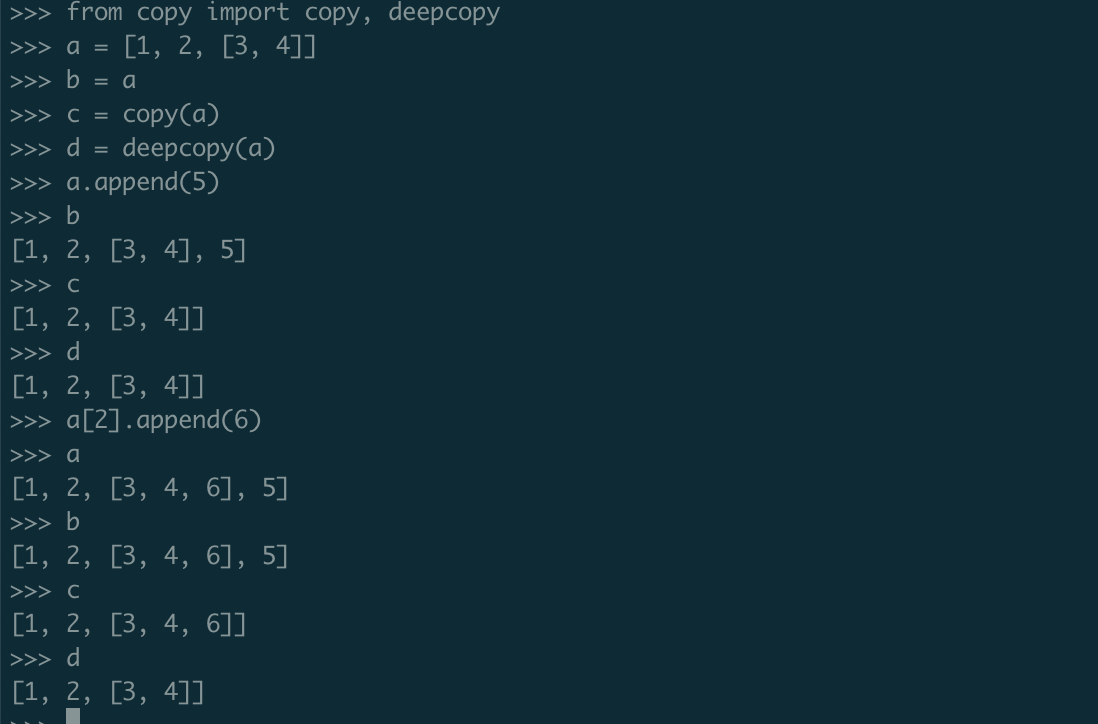 >>> from copy import copy, deepcopy
>>> a = [1, 2, [3, 4]]
>>> b = a
>>> c = copy(a)
>>> d = deepcopy(a)
>>> a.append(5)
>>> b
[1, 2, [3, 4], 5]
>>> c
[1, 2, [3, 4]]
>>> d
[1, 2, [3, 4]]
>>> a[2].append(6)
>>> a
[1, 2, [3, 4, 6], 5]
>>> b
[1, 2, [3, 4, 6], 5]
>>> c
[1, 2, [3, 4, 6]]
>>> d
[1, 2, [3, 4]]
>>>